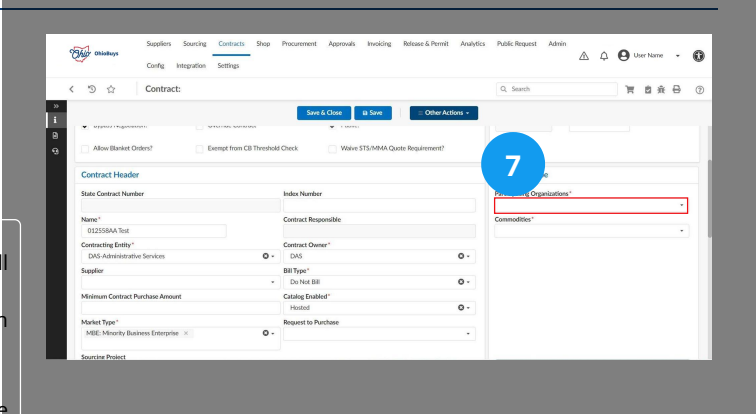 Ohio OhioBuys
Suppliers Sourcing Contracts Shop Procurement Approvals Invoicing Release & Permit Analytics Public Request Admin
Config Integration Settings
User Name
Contract:
Search
Save & Close Save Other Actions
Allow Blanket Orders? Exempt from CB Threshold Check Waive STS/MMA Quote Requirement?
7
Contract Header
State Contract Number Index Number Organizations*
Name* Contract Responsible Commodities*
012558AA Test
Contracting Entity* Contract Owner*
DAS-Administrative Services DAS
Supplier Bill Type*
Do Not Bill
Minimum Contract Purchase Amount Catalog Enabled*
Hosted
Market Type* Request to Purchase
MBE: Minority Business Enterprise ×
Sourcing Project